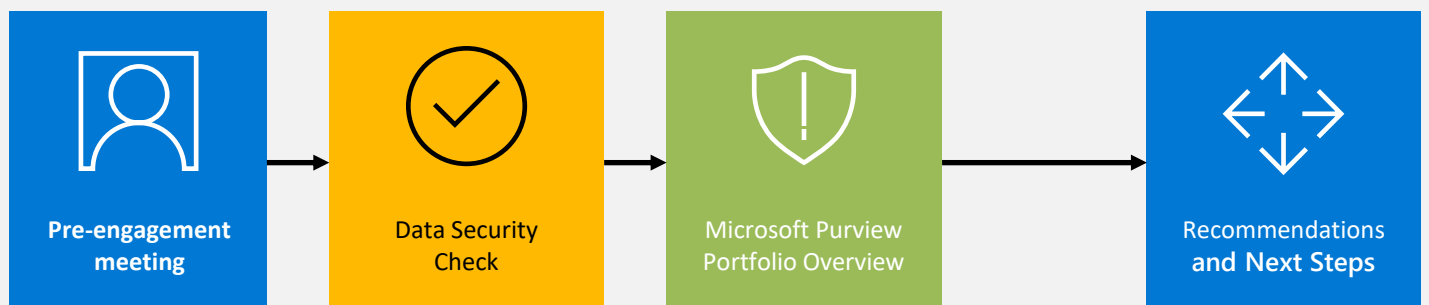 Pre-engagement
meeting
Data Security
Check
Microsoft Purview
Portfolio Overview
Recommendations
and Next Steps